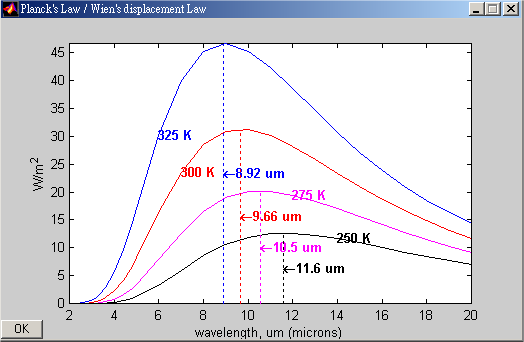 Planck's Law / Wien's displacement Law
45
40
35
30
25
20
15
10
5
0
W/m²
325 K
300 K
←8.92 um
275 K
←9.66 um
250 K
←10.5 um
←11.6 um
2 4 6 8 10 12 14 16 18 20
wavelength, um (microns)
OK